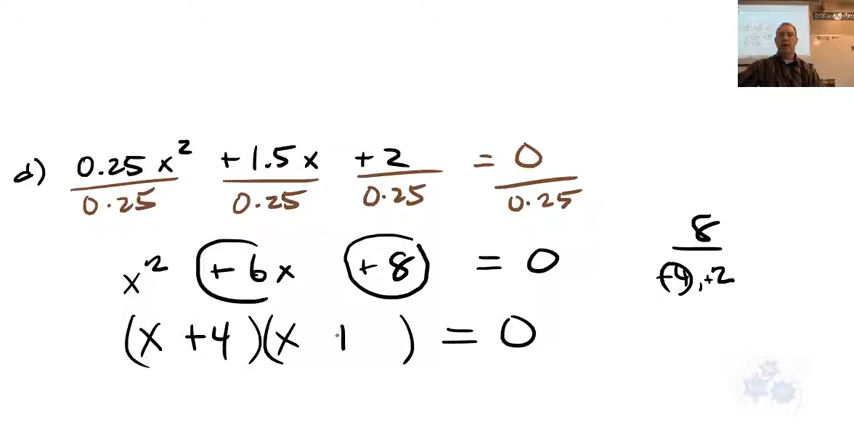 d) 0.25x² + 1.5x + 2 = 0
0.25 0.25 0.25 0.25
x² + 6x + 8 = 0
8
+4, +2
(x + 4)(x ) = 0